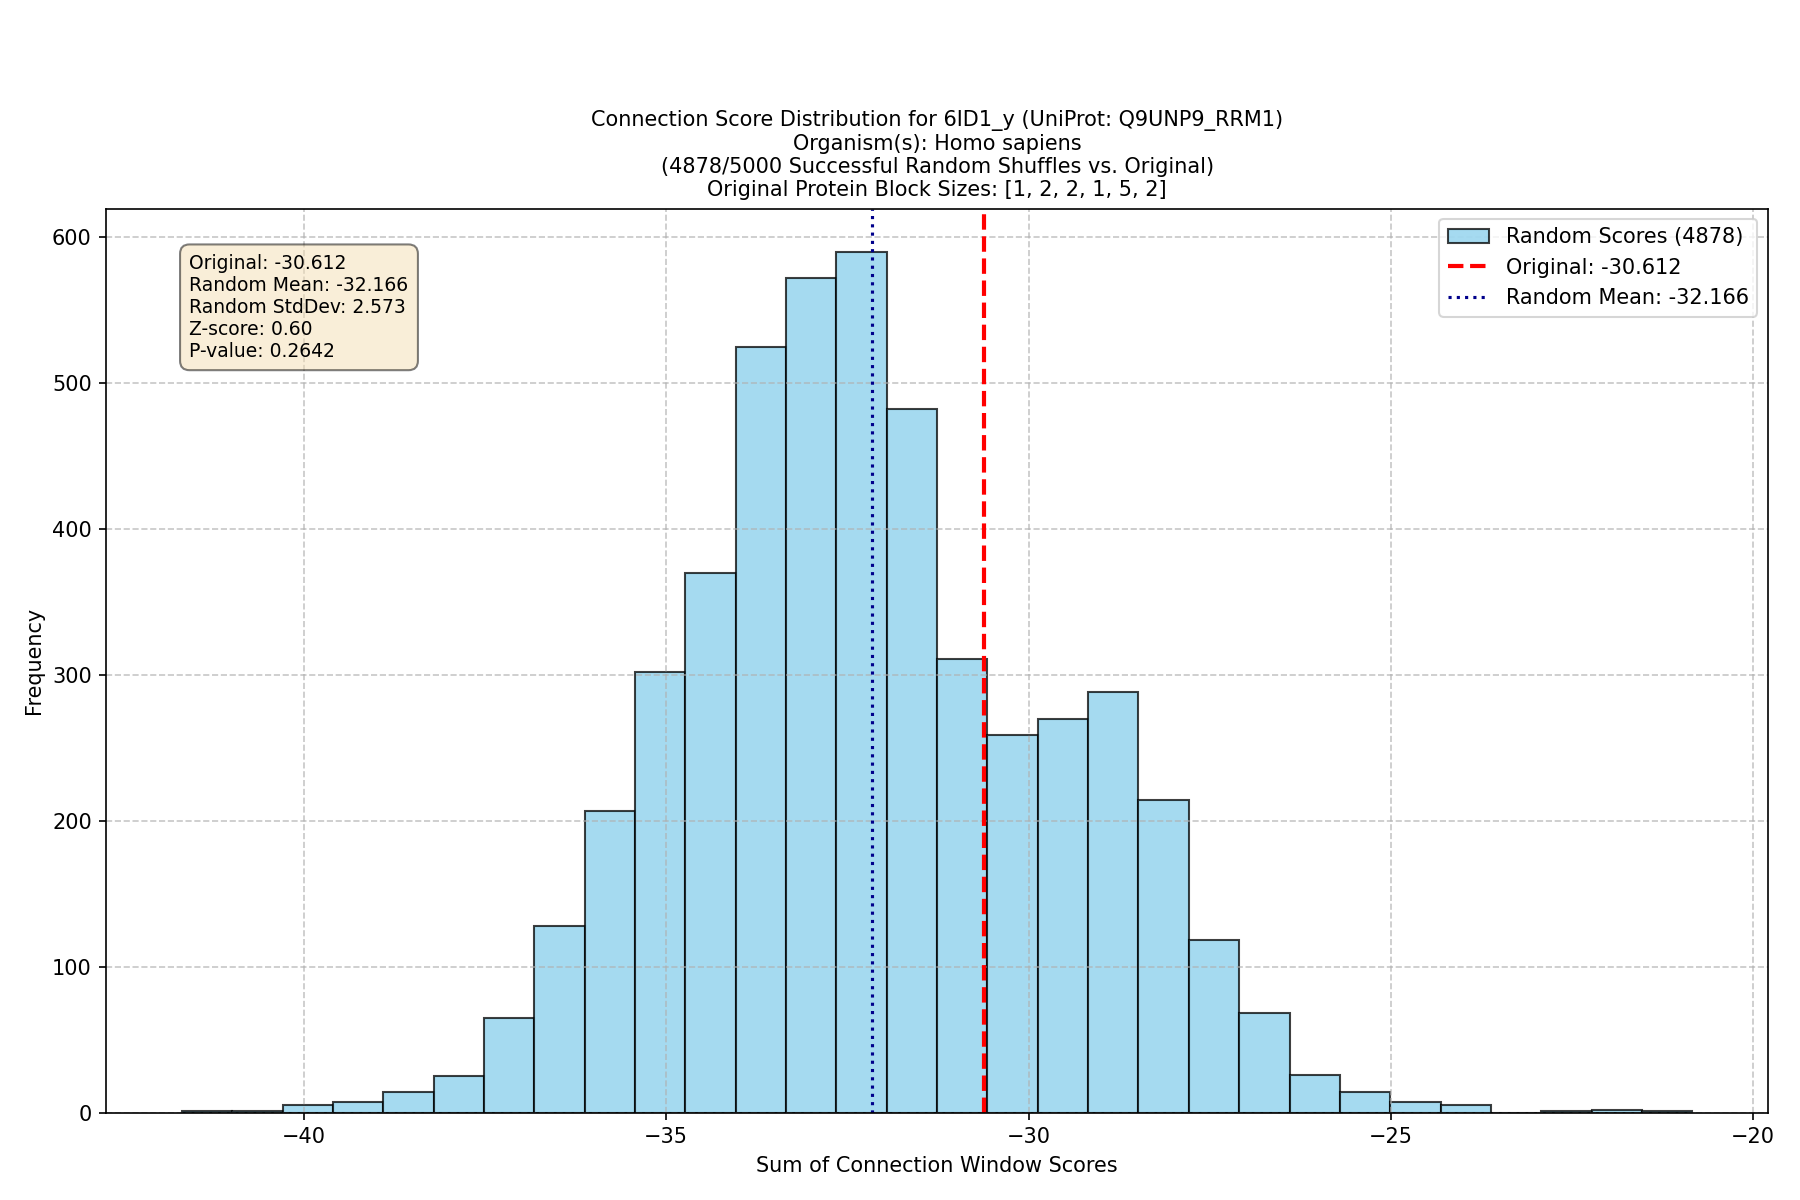 Connection Score Distribution for 6ID1_y (UniProt: Q9UNP9_RRM1)
Organism(s): Homo sapiens
(4878/5000 Successful Random Shuffles vs. Original)
Original Protein Block Sizes: [1, 2, 2, 1, 5, 2]
Original: -30.612
Random Mean: -32.166
Random StdDev: 2.573
Z-score: 0.60
P-value: 0.2642
Random Scores (4878)
Original: -30.612
Random Mean: -32.166
Frequency
600
500
400
300
200
100
0
−40
−35
−30
−25
−20
Sum of Connection Window Scores